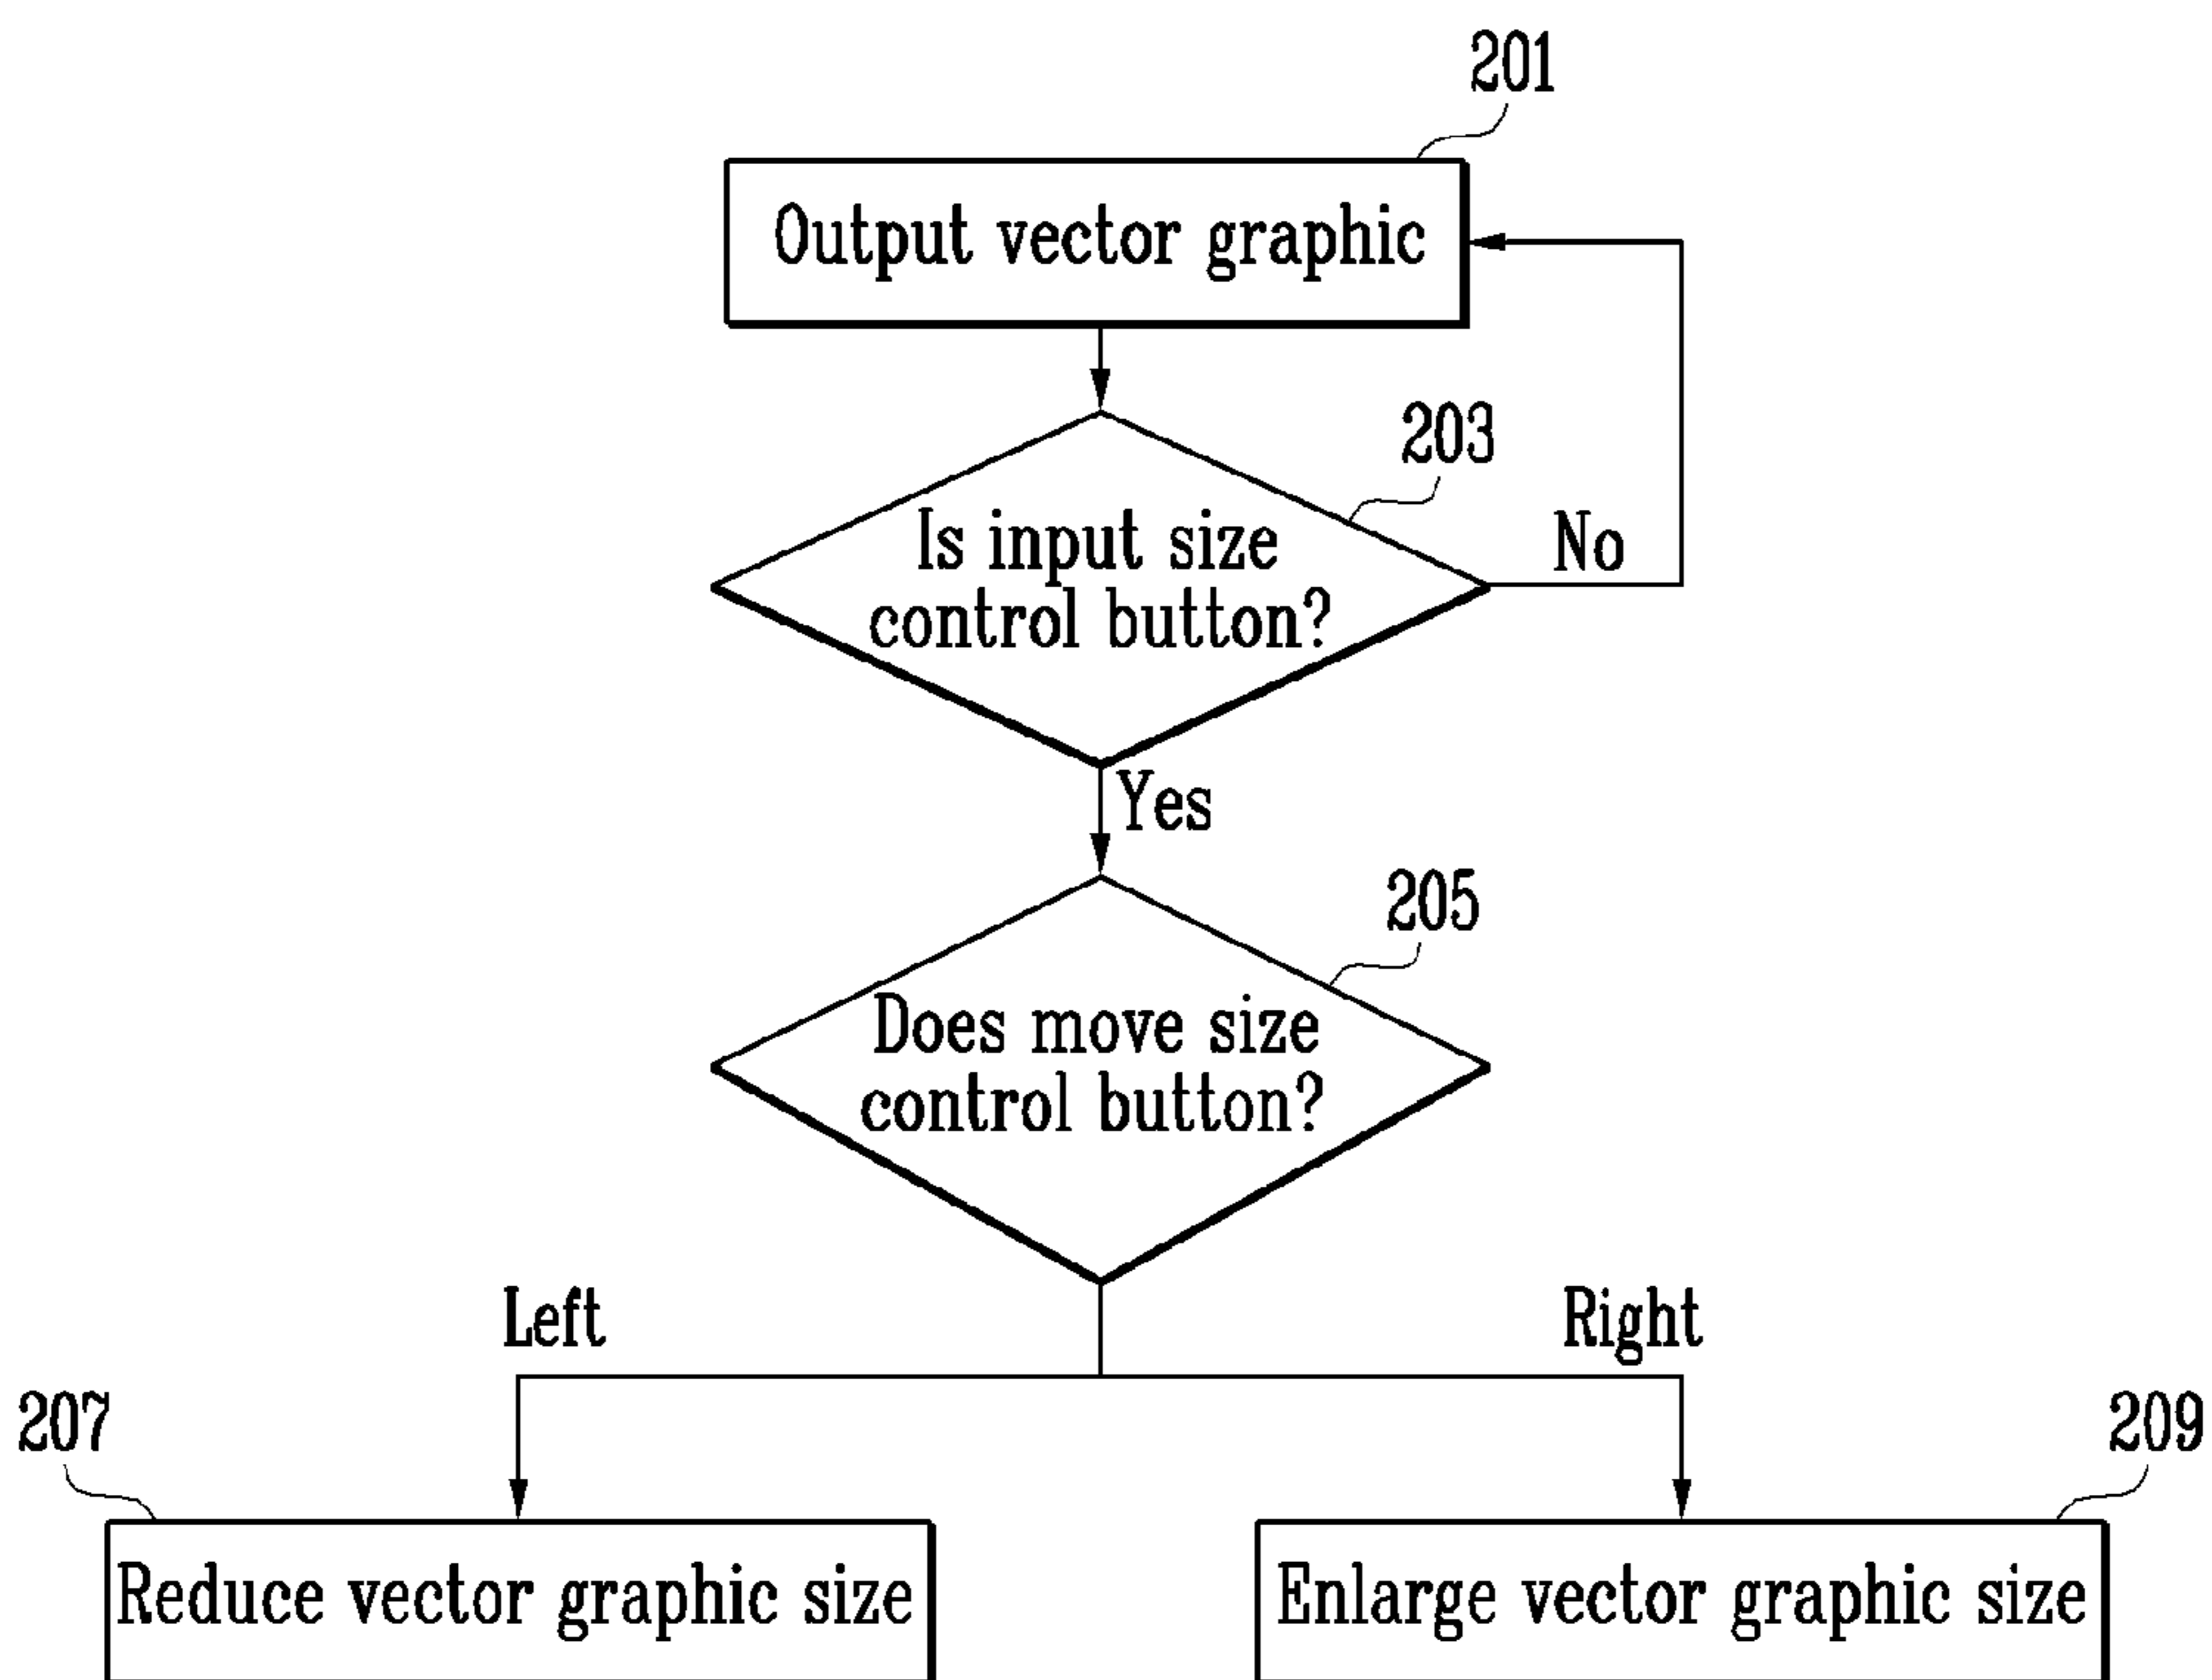 201
Output vector graphic
203
Is input size
control button?
No
Yes
205
Does move size
control button?
Left
Right
207
209
Reduce vector graphic size
Enlarge vector graphic size